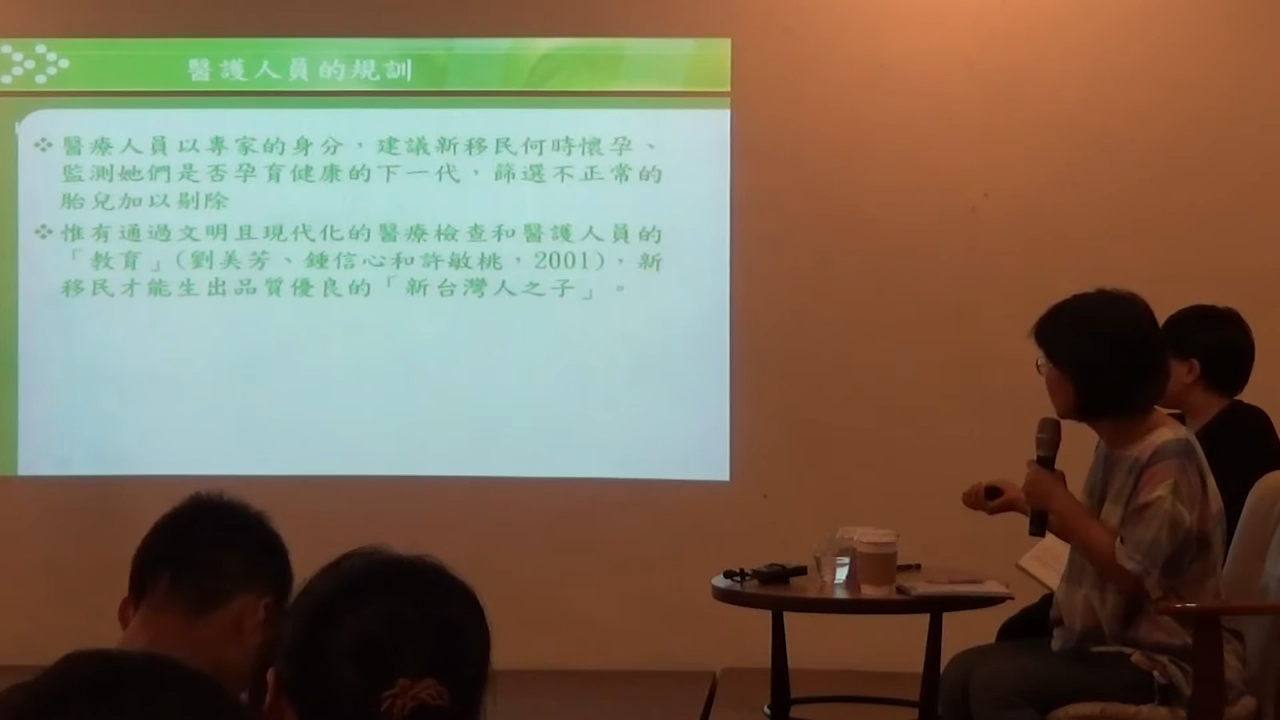 醫護人員的規訓
醫療人員以專家的身分，建議新移民何時懷孕、
監測她們是否孕育健康的下一代，篩選不正常的
胎兒加以剔除
惟有通過文明且現代化的醫療檢查和醫護人員的
「教育」(劉美芳、鍾信心和許敏桃，2001)，新
移民才能生出品質優良的「新台灣人之子」。